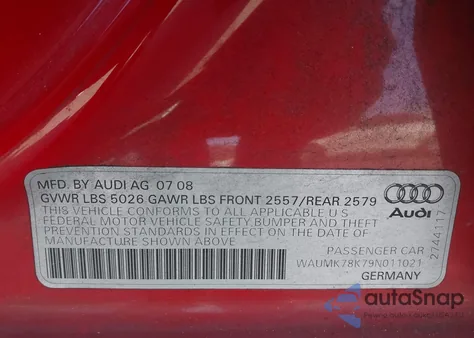 MFD. BY AUDI AG 07 08
GVWR LBS 5026 GAWR LBS FRONT 2557/REAR 2579
THIS VEHICLE CONFORMS TO ALL APPLICABLE U S
FEDERAL MOTOR VEHICLE SAFETY BUMPER AND THEFT
PREVENTION STANDARDS IN EFFECT ON THE DATE OF
MANUFACTURE SHOWN ABOVE
PASSENGER CAR
WAUMK78K79N011021
GERMANY
Audi
2744117
autoSnap